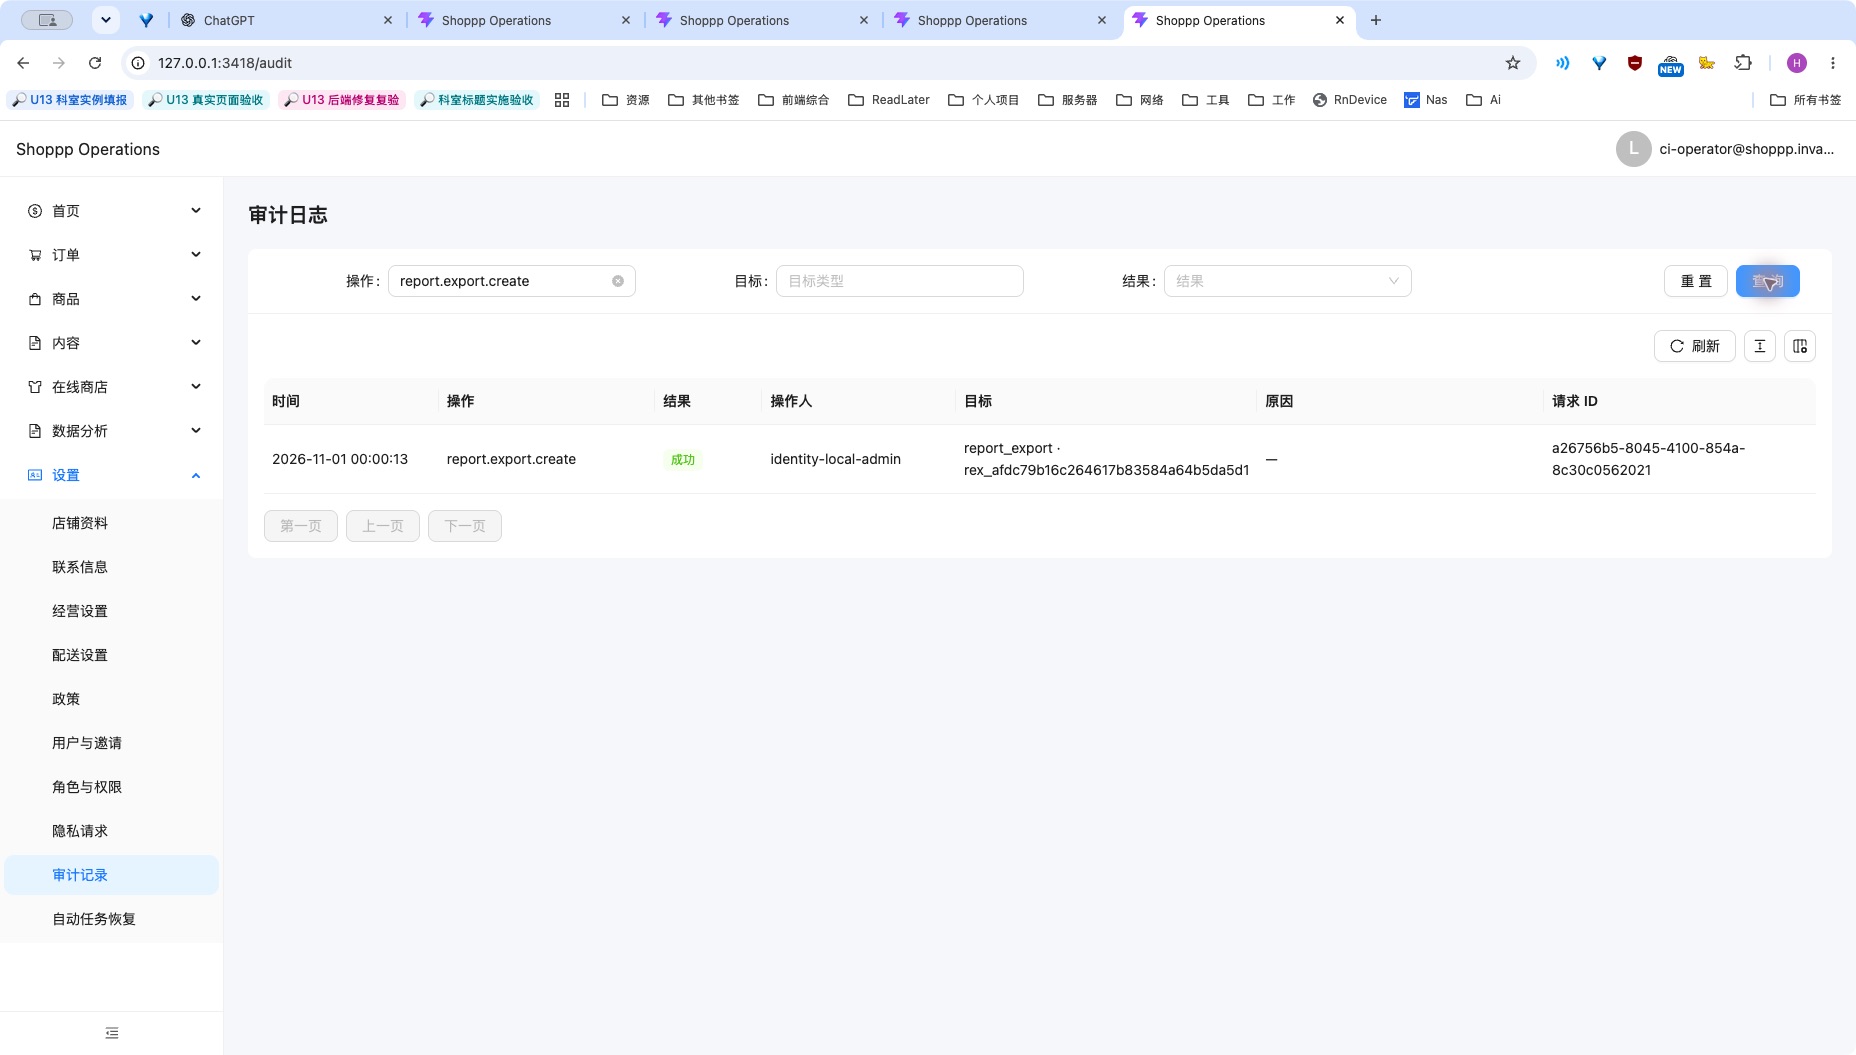 ChatGPT
Shoppp Operations
Shoppp Operations
Shoppp Operations
Shoppp Operations
127.0.0.1:3418/audit
NEW
H
U13 科室实例填报
U13 真实页面验收
U13 后端修复复验
科室标题实施验收
资源
其他书签
前端综合
ReadLater
个人项目
服务器
网络
工具
工作
RnDevice
Nas
Ai
所有书签
Shoppp Operations
L
ci-operator@shoppp.inva...
首页
订单
商品
内容
在线商店
数据分析
设置
店铺资料
联系信息
经营设置
配送设置
政策
用户与邀请
角色与权限
隐私请求
审计记录
自动任务恢复
审计日志
操作: report.export.create
目标: 目标类型
结果: 结果
重 置
查 询
刷新
时间 操作 结果 操作人 目标 原因 请求 ID
2026-11-01 00:00:13 report.export.create 成功 identity-local-admin
report_export ·
rex_afdc79b16c264617b83584a64b5da5d1
—
a26756b5-8045-4100-854a-
8c30c0562021
第一页 上一页 下一页